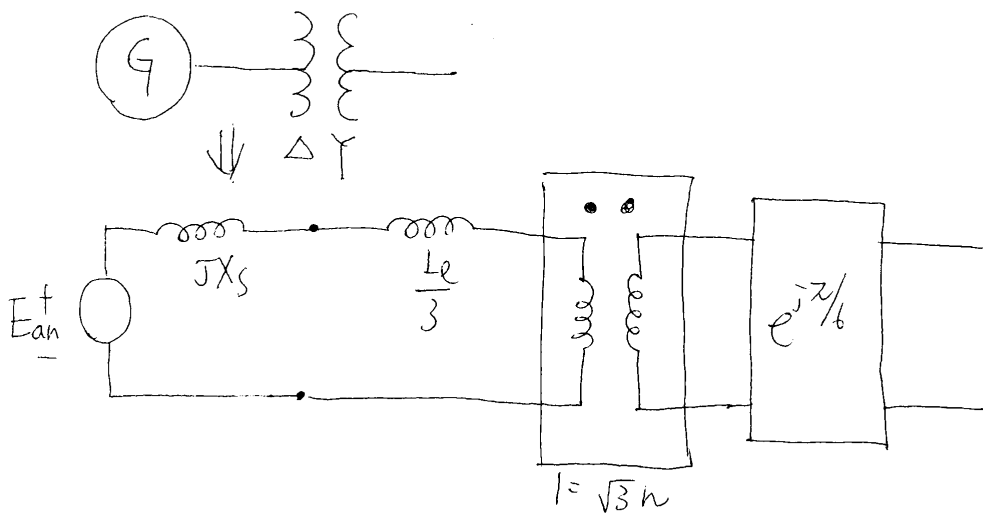 G
Δ Y
JXs
Le/3
+
Ean
−
e^jπ/6
1 = √3 n